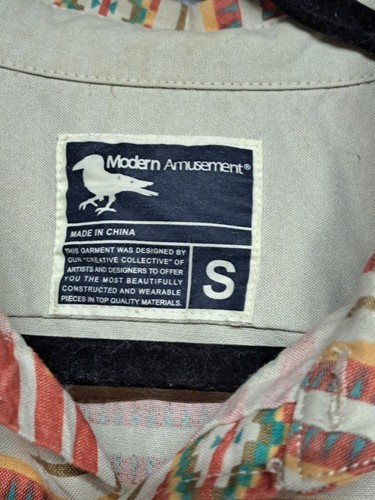 Modern Amusement®
MADE IN CHINA
THIS GARMENT WAS DESIGNED BY
OUR "CREATIVE COLLECTIVE" OF
ARTISTS AND DESIGNERS TO OFFER
YOU THE MOST BEAUTIFULLY
CONSTRUCTED AND WEARABLE
PIECES IN TOP QUALITY MATERIALS.
S